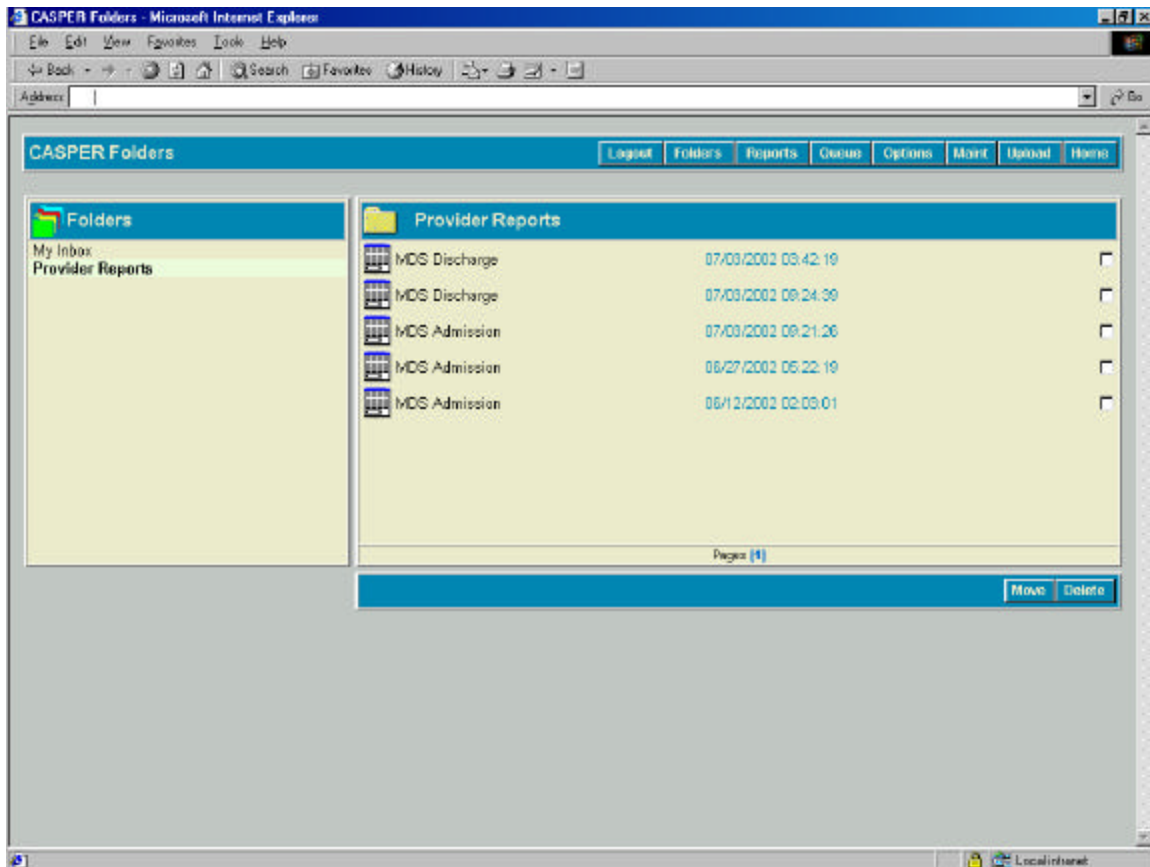 CASPER Folders - Microsoft Internet Explorer
File Edit View Favorites Tools Help
Back Search Favorites History
Address Go
CASPER Folders Logout Folders Reports Queue Options Maint Upload Home
Folders
My Inbox
Provider Reports
Provider Reports
MDS Discharge 07/03/2002 03:42:19
MDS Discharge 07/03/2002 09:24:39
MDS Admission 07/03/2002 09:21:26
MDS Admission 06/27/2002 05:22:19
MDS Admission 06/12/2002 02:03:01
Pages [1]
Move Delete
Local intranet